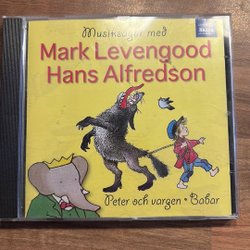 Musiksagor med
Mark Levengood
Hans Alfredson
Peter och vargen • Babar